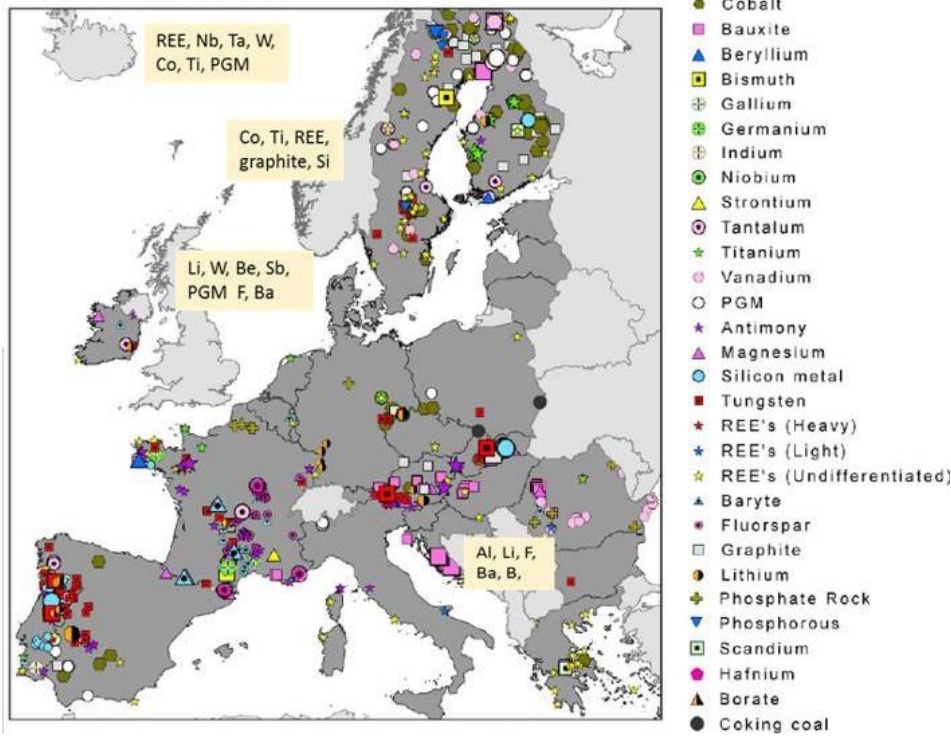 REE, Nb, Ta, W,
Co, Ti, PGM
Co, Ti, REE,
graphite, Si
Li, W, Be, Sb,
PGM F, Ba
Al, Li, F,
Ba, B,
Cobalt
Bauxite
Beryllium
Bismuth
Gallium
Germanium
Indium
Niobium
Strontium
Tantalum
Titanium
Vanadium
PGM
Antimony
Magnesium
Silicon metal
Tungsten
REE's (Heavy)
REE's (Light)
REE's (Undifferentiated)
Baryte
Fluorspar
Graphite
Lithium
Phosphate Rock
Phosphorous
Scandium
Hafnium
Borate
Coking coal